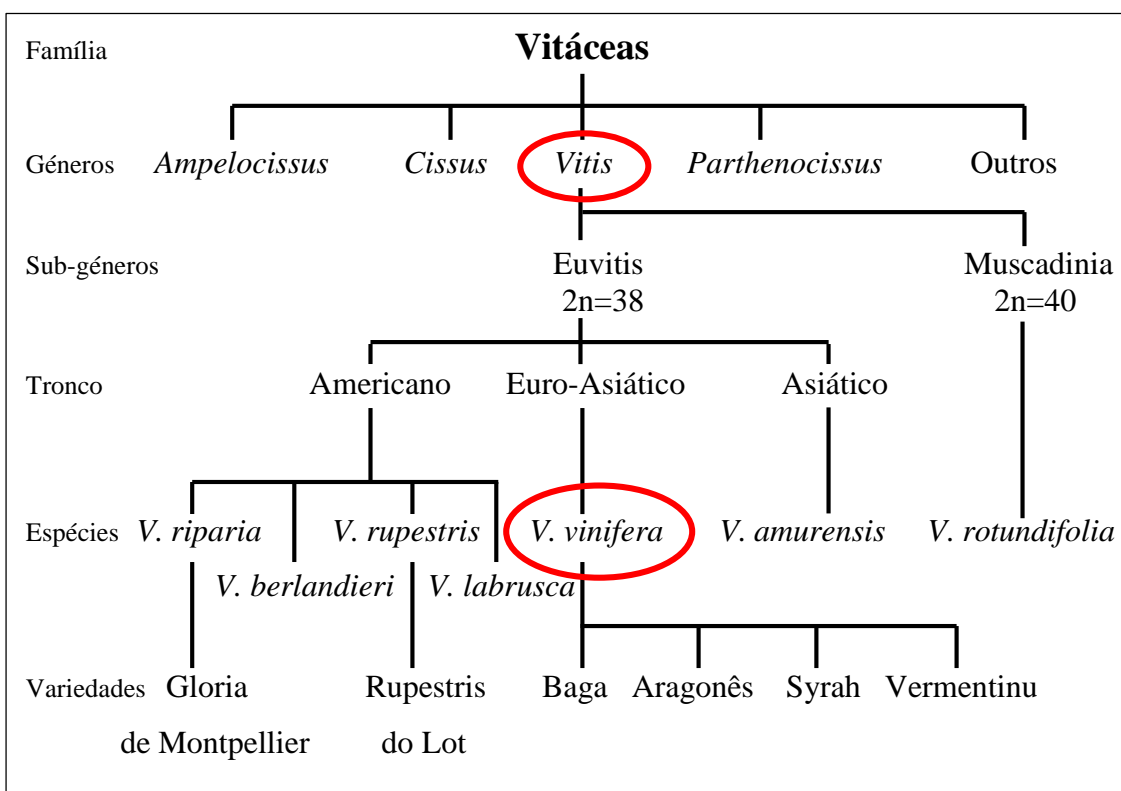 Família Vitáceas
Géneros Ampelocissus Cissus Vitis Parthenocissus Outros
Sub-géneros Euvitis Muscadinia
2n=38 2n=40
Tronco Americano Euro-Asiático Asiático
Espécies V. riparia V. rupestris V. vinifera V. amurensis V. rotundifolia
V. berlandieri V. labrusca
Variedades Gloria Rupestris Baga Aragonês Syrah Vermentinu
de Montpellier do Lot